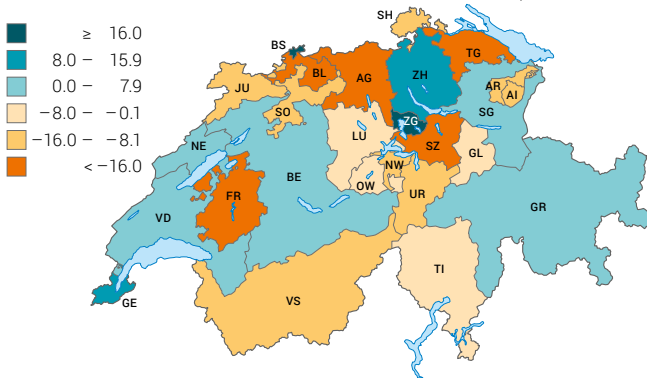 ≥ 16.0
8.0 – 15.9
0.0 – 7.9
−8.0 – −0.1
−16.0 – −8.1
< −16.0
SH
BS
TG
BL
AG
ZH
JU
AR
AI
SO
ZG
SG
LU
NE
SZ
GL
NW
BE
OW
FR
UR
GR
VD
TI
VS
GE